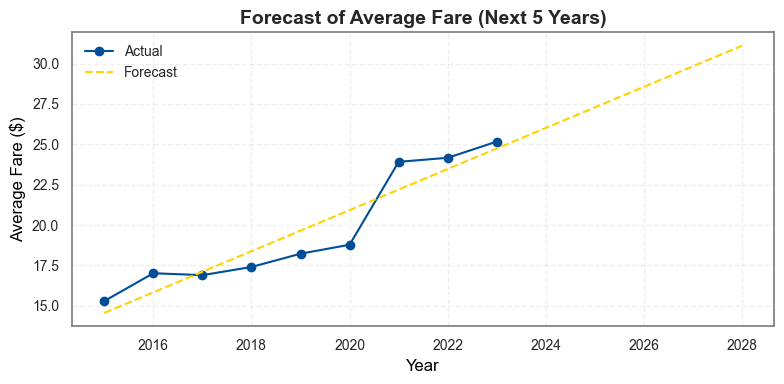 Forecast of Average Fare (Next 5 Years)
Actual
Forecast
Average Fare ($)
30.0
27.5
25.0
22.5
20.0
17.5
15.0
2016 2018 2020 2022 2024 2026 2028
Year